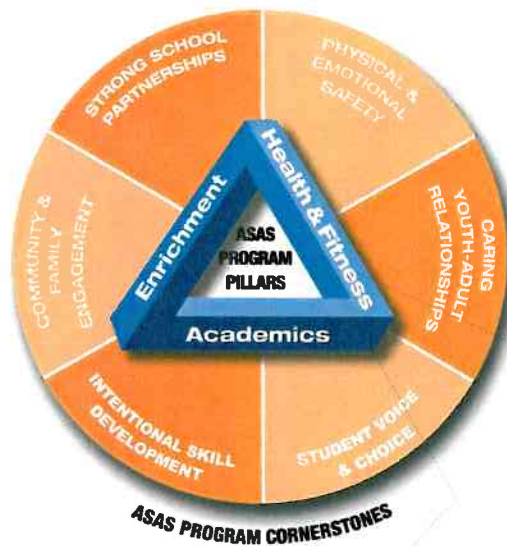 STRONG SCHOOL
PARTNERSHIPS
PHYSICAL &
EMOTIONAL
SAFETY
CARING
YOUTH-ADULT
RELATIONSHIPS
STUDENT VOICE
& CHOICE
INTENTIONAL SKILL
DEVELOPMENT
COMMUNITY &
FAMILY
ENGAGEMENT
Enrichment
Health & Fitness
Academics
ASAS
PROGRAM
PILLARS
ASAS PROGRAM CORNERSTONES